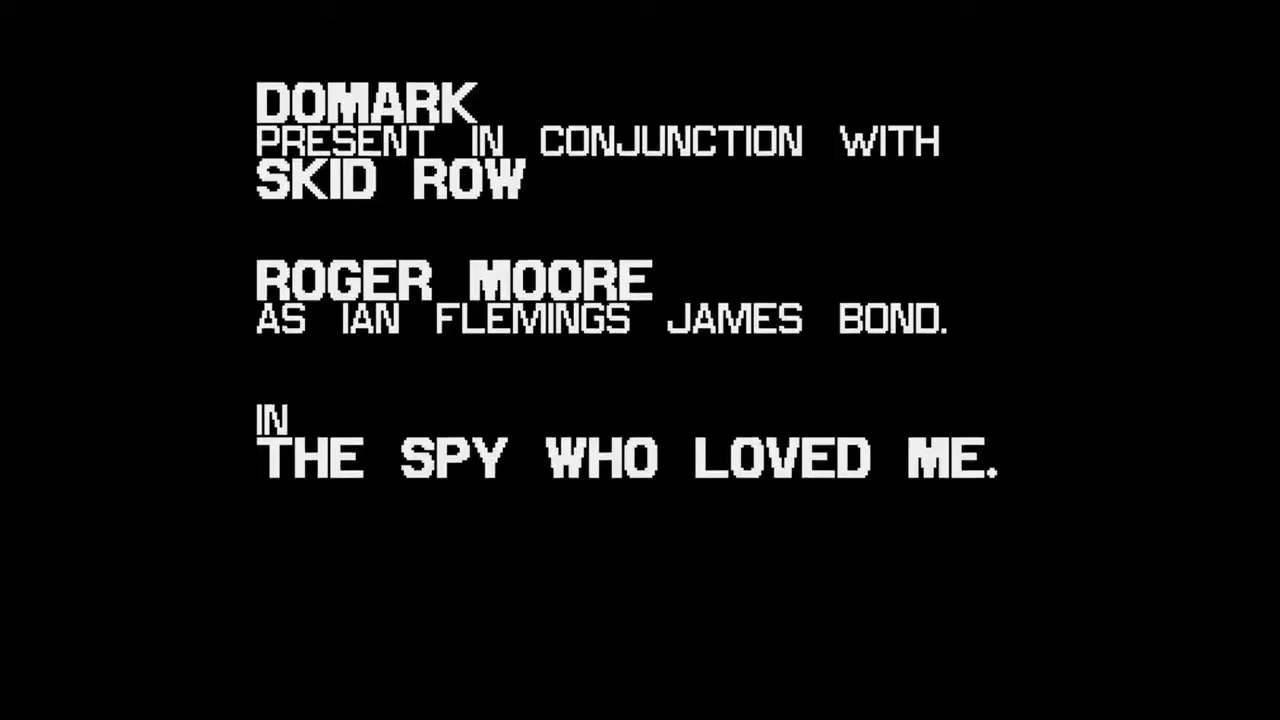 DOMARK
PRESENT IN CONJUNCTION WITH
SKID ROW
ROGER MOORE
AS IAN FLEMINGS JAMES BOND.
IN
THE SPY WHO LOVED ME.